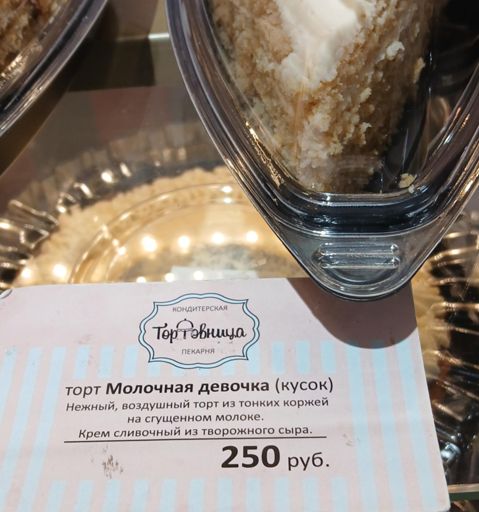 КОНДИТЕРСКАЯ
Тортовница
ПЕКАРНЯ
торт Молочная девочка (кусок)
Нежный, воздушный торт из тонких коржей
на сгущенном молоке.
Крем сливочный из творожного сыра.
250 руб.